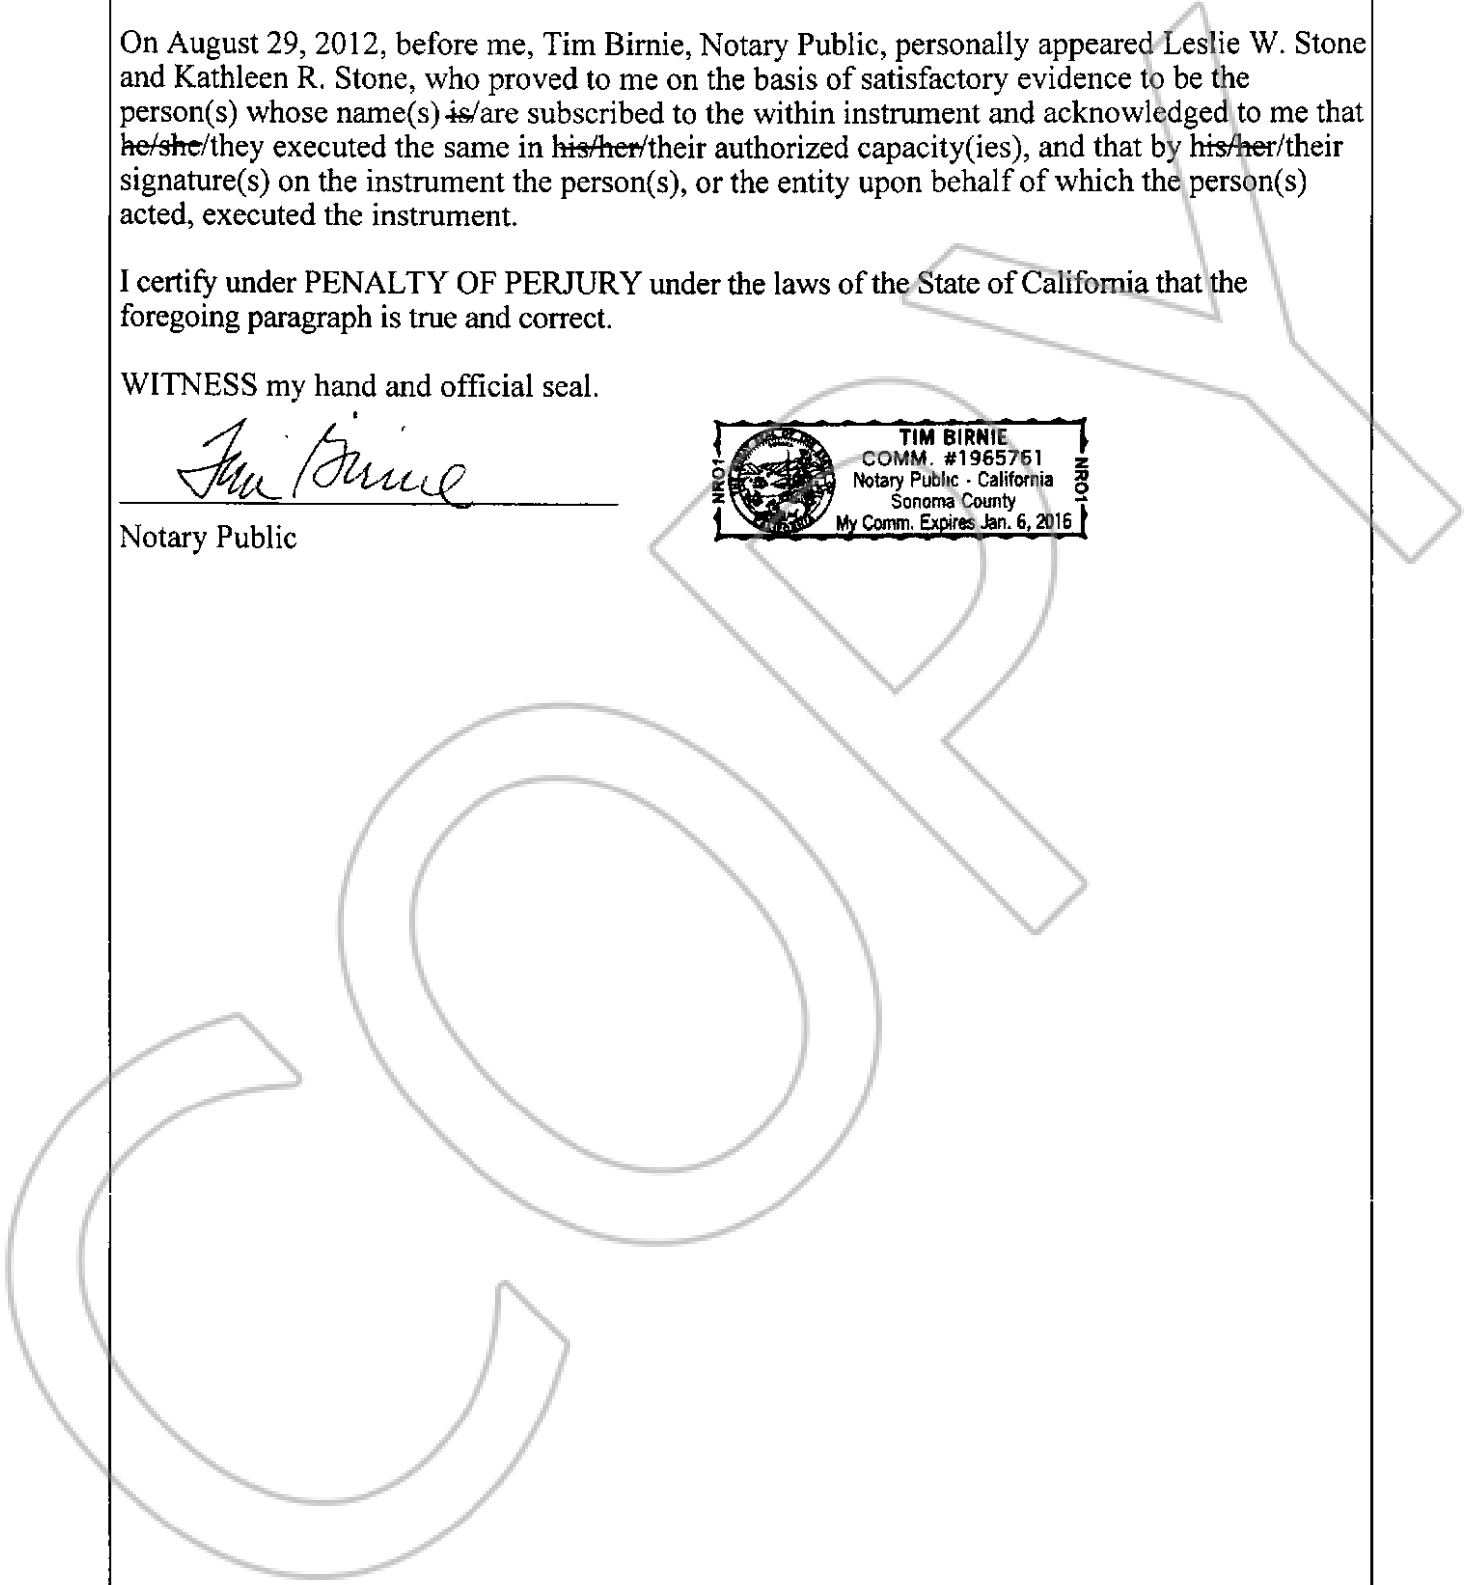 On August 29, 2012, before me, Tim Birnie, Notary Public, personally appeared Leslie W. Stone
and Kathleen R. Stone, who proved to me on the basis of satisfactory evidence to be the
person(s) whose name(s) is/are subscribed to the within instrument and acknowledged to me that
he/she/they executed the same in his/her/their authorized capacity(ies), and that by his/her/their
signature(s) on the instrument the person(s), or the entity upon behalf of which the person(s)
acted, executed the instrument.
I certify under PENALTY OF PERJURY under the laws of the State of California that the
foregoing paragraph is true and correct.
WITNESS my hand and official seal.
Tim Birnie
Notary Public
NRO1
TIM BIRNIE
COMM. #1965761
Notary Public - California
Sonoma County
My Comm. Expires Jan. 6, 2016
NRO1
COPY